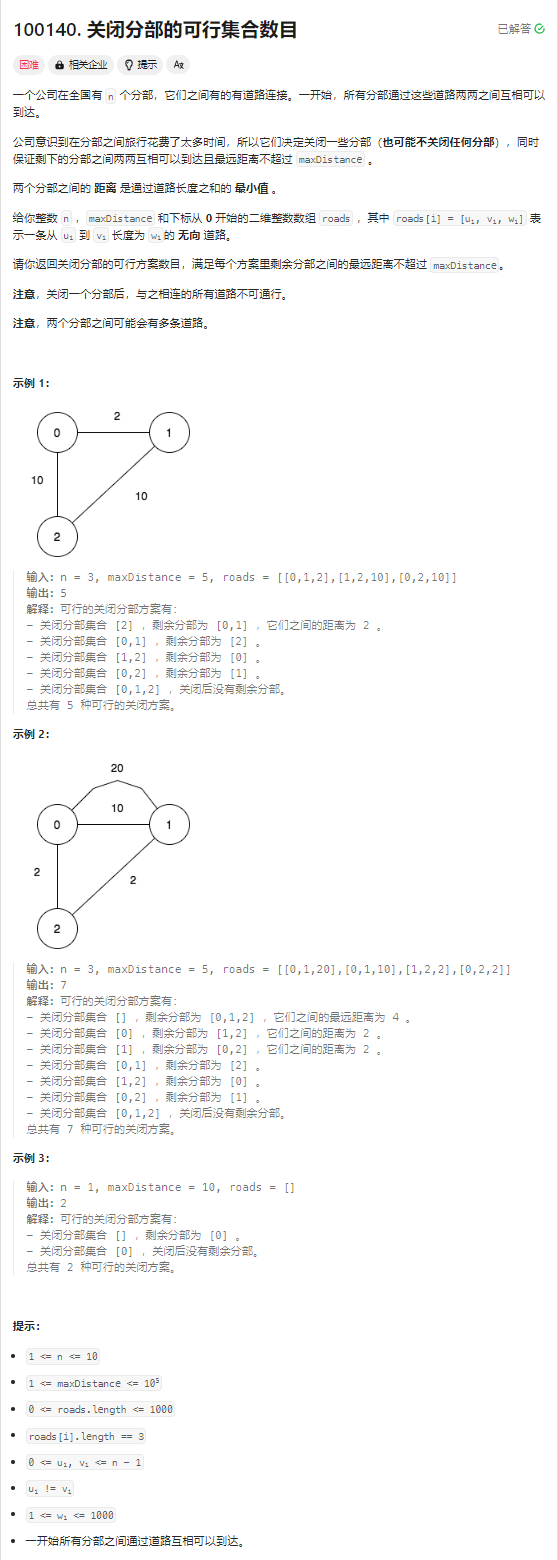 100140. 关闭分部的可行集合数目
已解答
困难 相关企业 提示 Az
一个公司在全国有 n 个分部，它们之间有的有道路连接。一开始，所有分部通过这些道路两两之间互相可以
到达。
公司意识到在分部之间旅行花费了太多时间，所以它们决定关闭一些分部（也可能不关闭任何分部），同时
保证剩下的分部之间两两互相可以到达且最远距离不超过 maxDistance 。
两个分部之间的 距离 是通过道路长度之和的 最小值 。
给你整数 n ，maxDistance 和下标从 0 开始的二维整数数组 roads ，其中 roads[i] = [uᵢ, vᵢ, wᵢ] 表
示一条从 uᵢ 到 vᵢ 长度为 wᵢ的 无向 道路。
请你返回关闭分部的可行方案数目，满足每个方案里剩余分部之间的最远距离不超过 maxDistance。
注意，关闭一个分部后，与之相连的所有道路不可通行。
注意，两个分部之间可能会有多条道路。
示例 1：
2
0 1
10
10
2
输入：n = 3, maxDistance = 5, roads = [[0,1,2],[1,2,10],[0,2,10]]
输出：5
解释：可行的关闭分部方案有：
- 关闭分部集合 [2] ，剩余分部为 [0,1] ，它们之间的距离为 2 。
- 关闭分部集合 [0,1] ，剩余分部为 [2] 。
- 关闭分部集合 [1,2] ，剩余分部为 [0] 。
- 关闭分部集合 [0,2] ，剩余分部为 [1] 。
- 关闭分部集合 [0,1,2] ，关闭后没有剩余分部。
总共有 5 种可行的关闭方案。
示例 2：
20
10
0 1
2
2
2
输入：n = 3, maxDistance = 5, roads = [[0,1,20],[0,1,10],[1,2,2],[0,2,2]]
输出：7
解释：可行的关闭分部方案有：
- 关闭分部集合 [] ，剩余分部为 [0,1,2] ，它们之间的最远距离为 4 。
- 关闭分部集合 [0] ，剩余分部为 [1,2] ，它们之间的距离为 2 。
- 关闭分部集合 [1] ，剩余分部为 [0,2] ，它们之间的距离为 2 。
- 关闭分部集合 [0,1] ，剩余分部为 [2] 。
- 关闭分部集合 [1,2] ，剩余分部为 [0] 。
- 关闭分部集合 [0,2] ，剩余分部为 [1] 。
- 关闭分部集合 [0,1,2] ，关闭后没有剩余分部。
总共有 7 种可行的关闭方案。
示例 3：
输入：n = 1, maxDistance = 10, roads = []
输出：2
解释：可行的关闭分部方案有：
- 关闭分部集合 [] ，剩余分部为 [0] 。
- 关闭分部集合 [0] ，关闭后没有剩余分部。
总共有 2 种可行的关闭方案。
提示：
• 1 <= n <= 10
• 1 <= maxDistance <= 10⁵
• 0 <= roads.length <= 1000
• roads[i].length == 3
• 0 <= uᵢ, vᵢ <= n - 1
• uᵢ != vᵢ
• 1 <= wᵢ <= 1000
• 一开始所有分部之间通过道路互相可以到达。